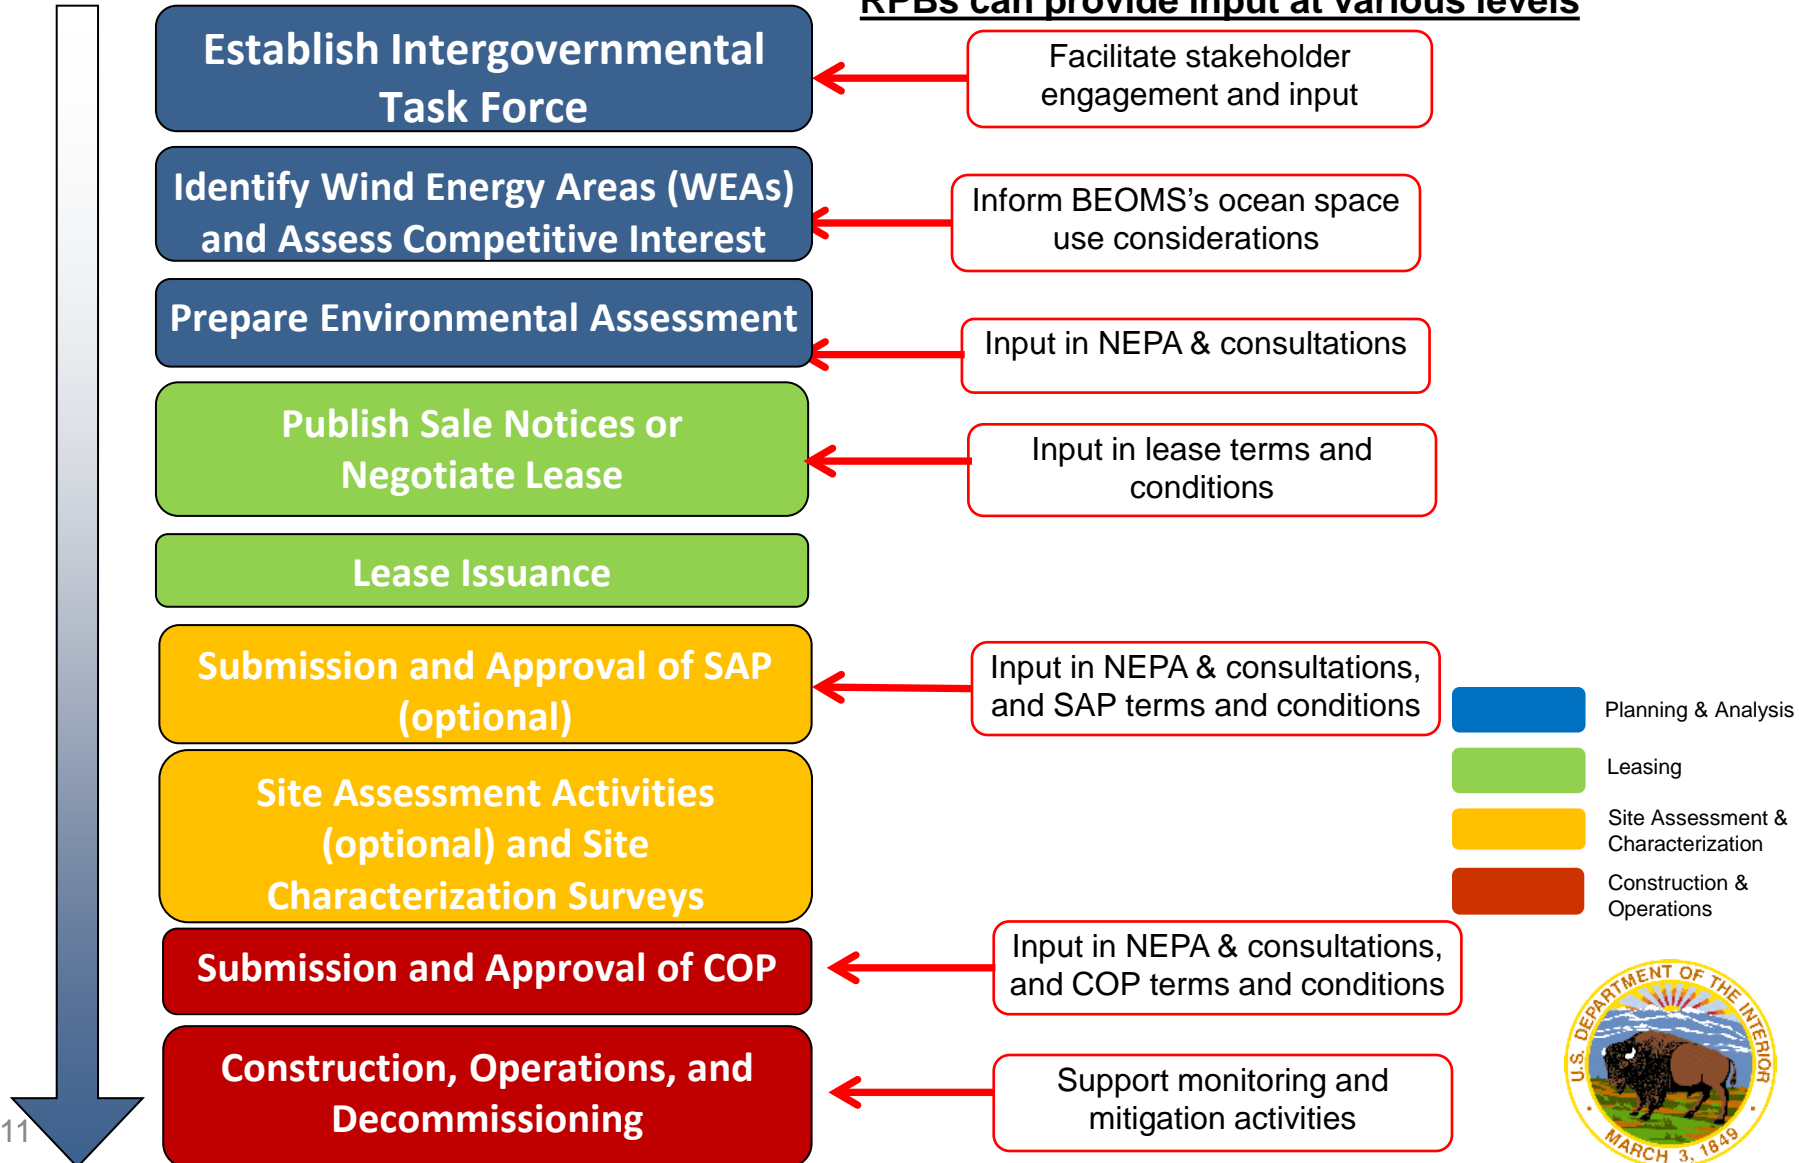 RPBs can provide input at various levels
Establish Intergovernmental
Task Force
Facilitate stakeholder
engagement and input
Identify Wind Energy Areas (WEAs)
and Assess Competitive Interest
Inform BEOMS’s ocean space
use considerations
Prepare Environmental Assessment
Input in NEPA & consultations
Publish Sale Notices or
Negotiate Lease
Input in lease terms and
conditions
Lease Issuance
Submission and Approval of SAP
(optional)
Input in NEPA & consultations,
and SAP terms and conditions
Site Assessment Activities
(optional) and Site
Characterization Surveys
Submission and Approval of COP
Input in NEPA & consultations,
and COP terms and conditions
Construction, Operations, and
Decommissioning
Support monitoring and
mitigation activities
Planning & Analysis
Leasing
Site Assessment &
Characterization
Construction &
Operations
U.S. DEPARTMENT OF THE INTERIOR
MARCH 3, 1849
11